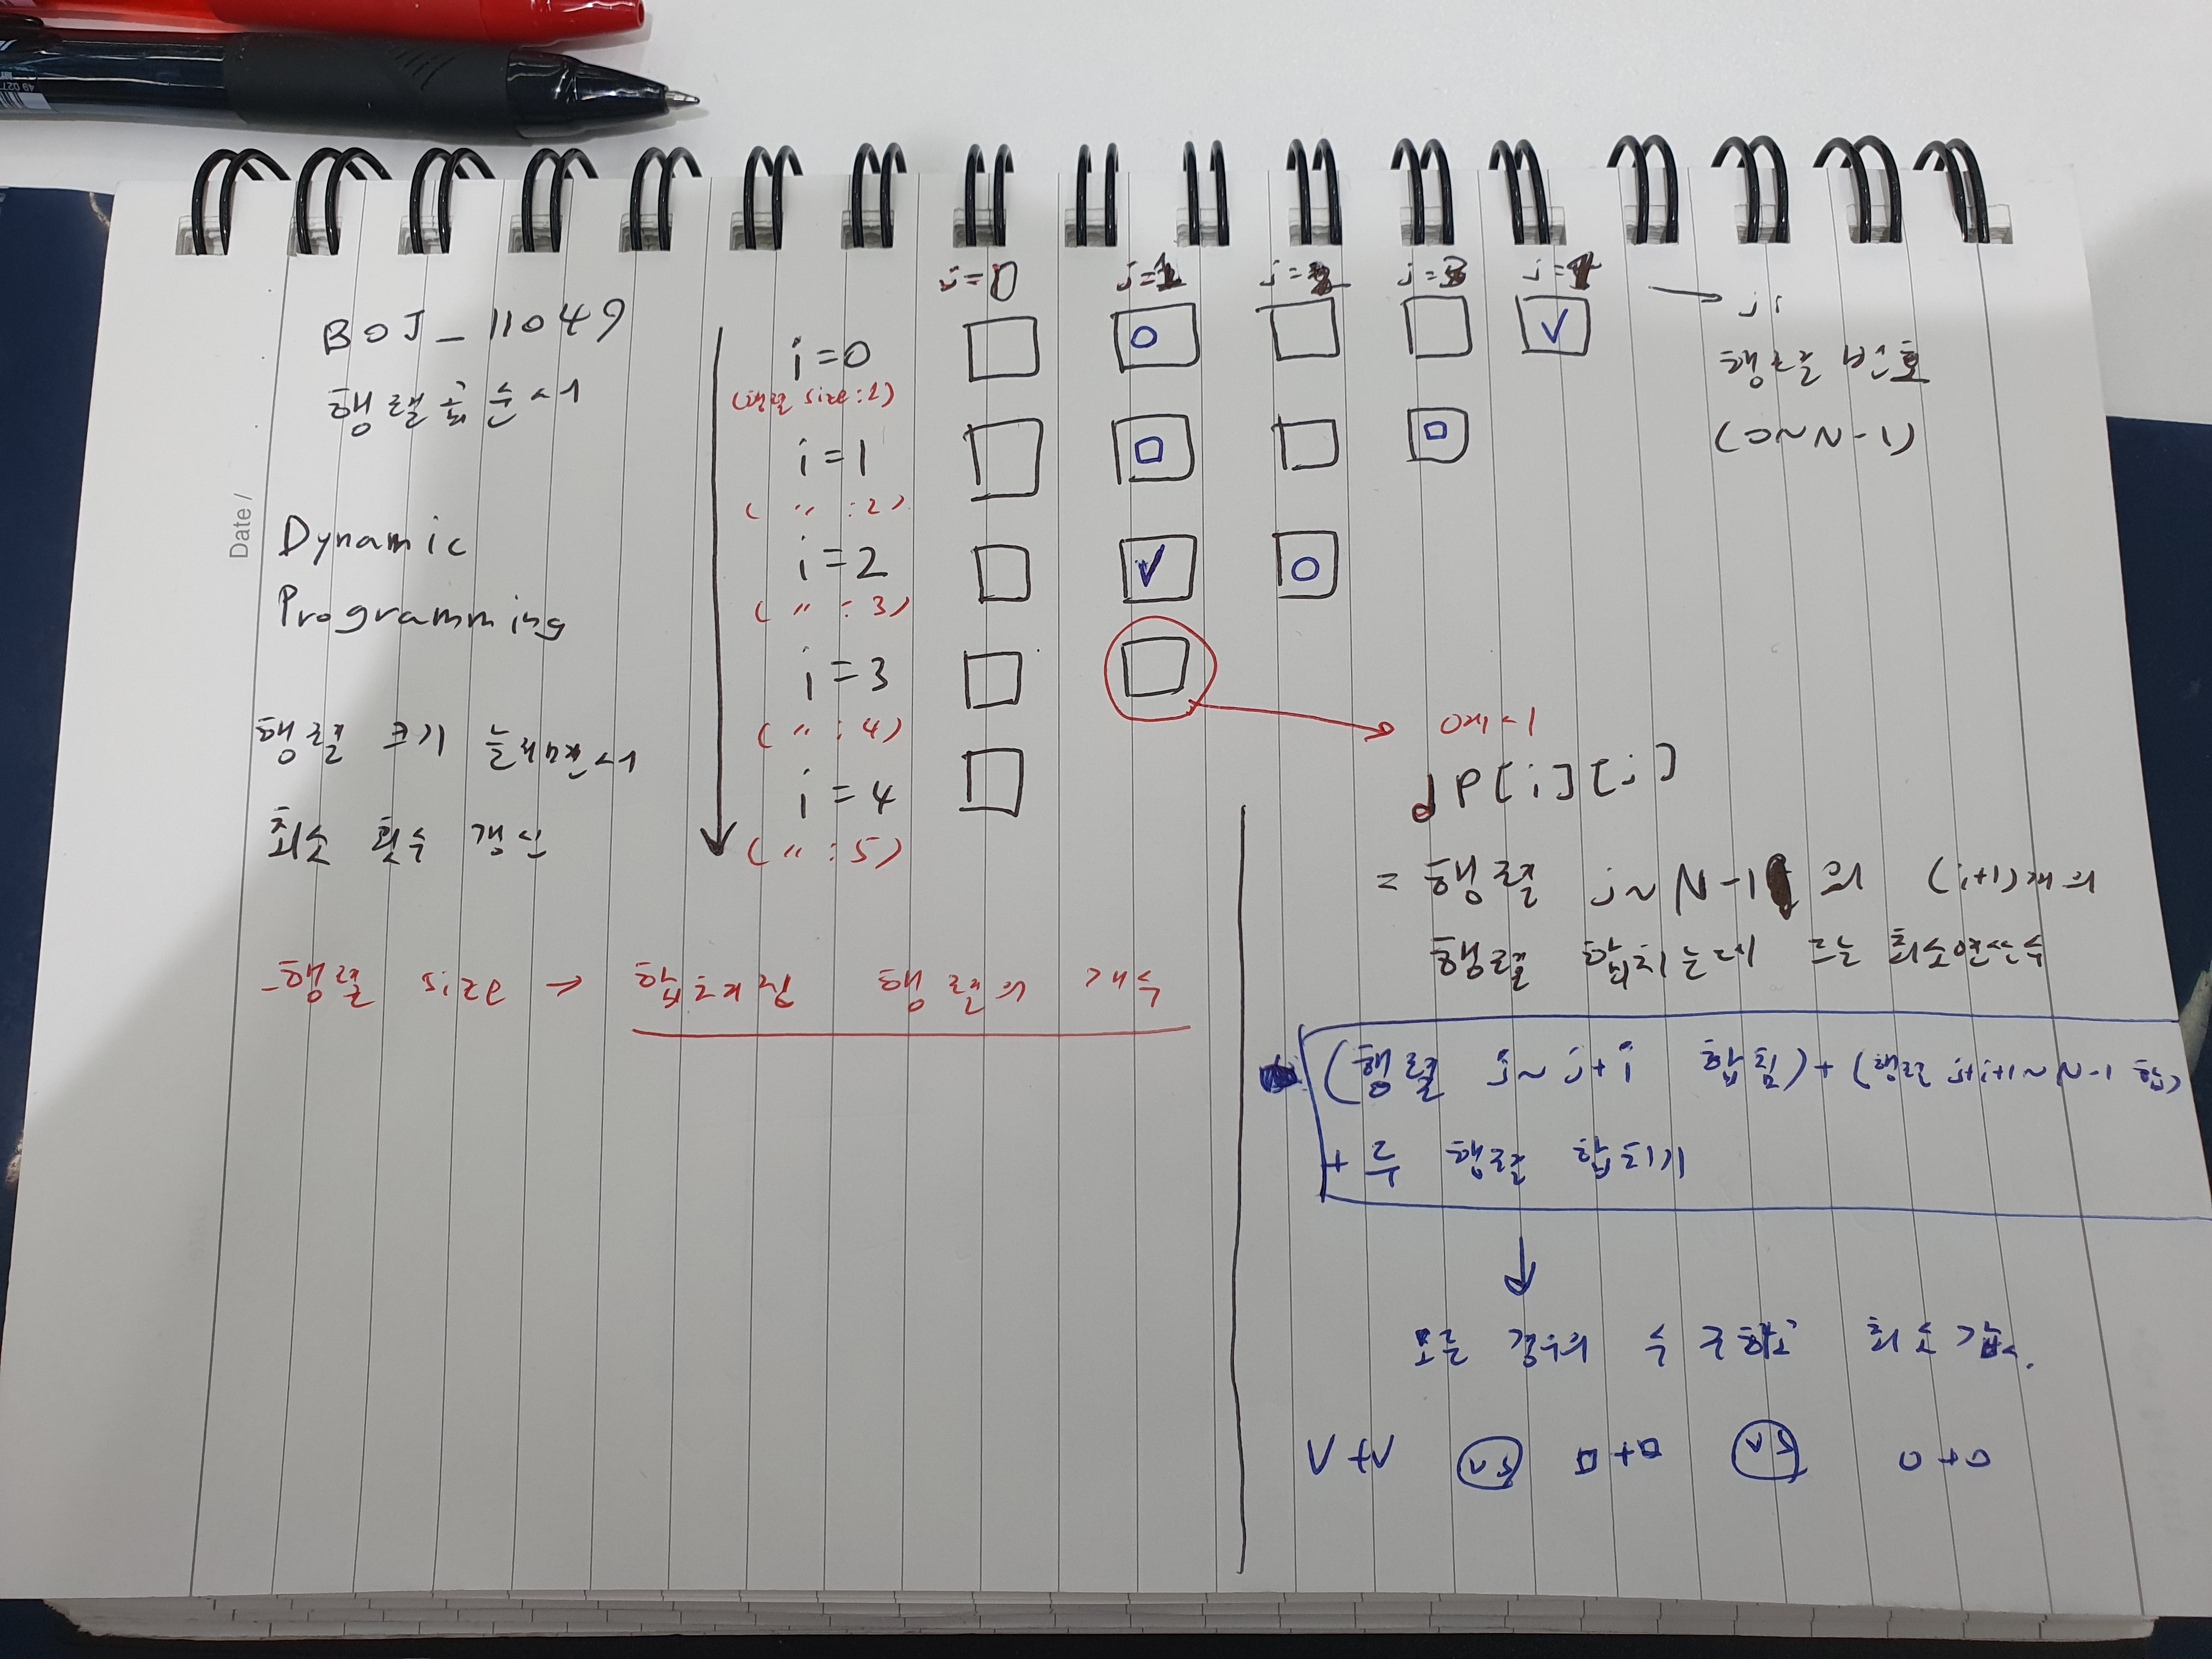 BOJ_11049
행렬 곱 순서
Date /
Dynamic
Programming
행렬 크기 늘려면서
최소 횟수 갱신
j=0 j=1 j=2 j=3 j=4
i=0
(행렬 size:1)
i=1
( 〃 :2)
i=2
( 〃 : 3)
i=3
( 〃 : 4)
i=4
( 〃 : 5)
→ j:
행렬 번호
(0~N-1)
-행렬 size → 합쳐진 행렬의 개수
예시
dP[i][j]
= 행렬 j~N-1 의 (i+1)개의
행렬 합치는데 드는 최소연산수
(행렬 j~j+i 합침) + (행렬 j+i+1~N-1 합)
+ 두 행렬 합치기
모든 경우의 수 구하고 최소값.
V+V vs □+□ vs o+o